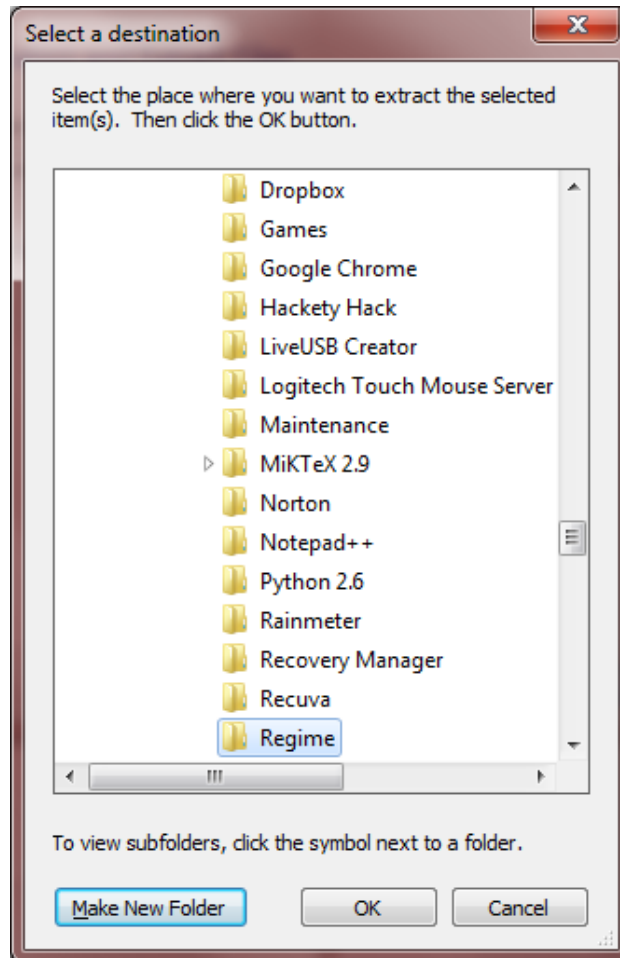 Select a destination
Select the place where you want to extract the selected
item(s). Then click the OK button.
Dropbox
Games
Google Chrome
Hackety Hack
LiveUSB Creator
Logitech Touch Mouse Server
Maintenance
MiKTeX 2.9
Norton
Notepad++
Python 2.6
Rainmeter
Recovery Manager
Recuva
Regime
To view subfolders, click the symbol next to a folder.
Make New Folder OK Cancel